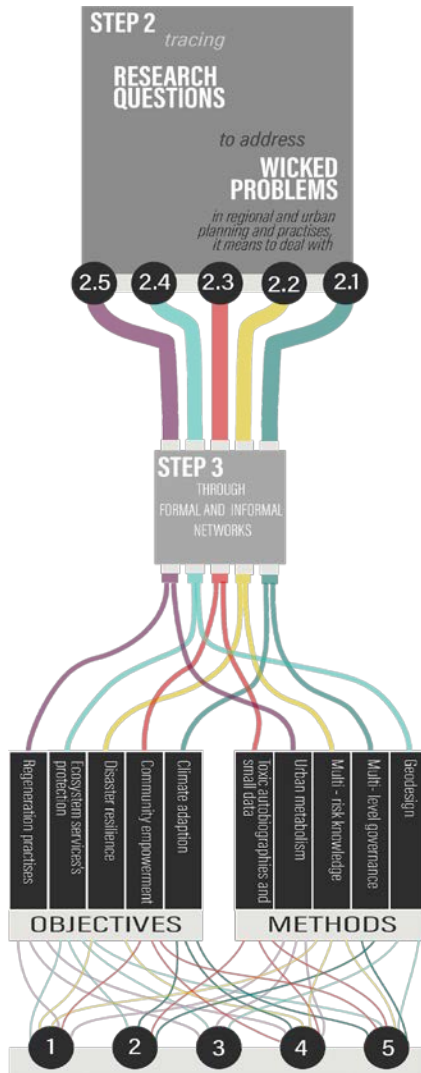 STEP 2
tracing
RESEARCH
QUESTIONS
to address
WICKED
PROBLEMS
in regional and urban
planning and practises,
it means to deal with
2.5
2.4
2.3
2.2
2.1
STEP 3
THROUGH
FORMAL AND INFORMAL
NETWORKS
Regeneration practises
Ecosystem services's
protection
Disaster resilience
Community empowerment
Climate adaption
Toxic autobiographies and
small data
Urban metabolism
Multi - risk knowledge
Multi- level governance
Geodesign
OBJECTIVES
METHODS
1
2
3
4
5